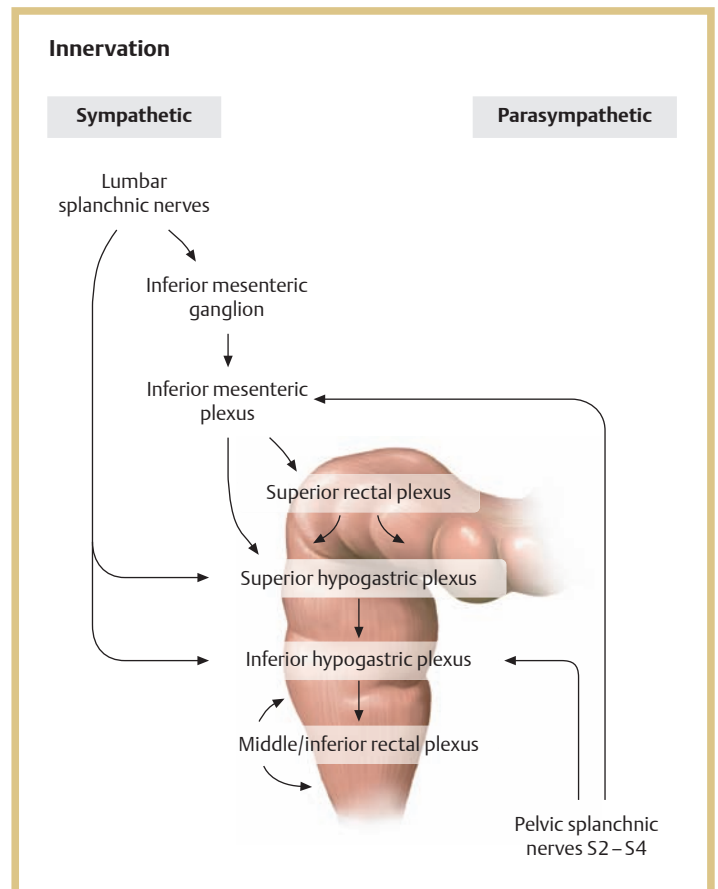 Innervation
Sympathetic
Parasympathetic
Lumbar
splanchnic nerves
Inferior mesenteric
ganglion
Inferior mesenteric
plexus
Superior rectal plexus
Superior hypogastric plexus
Inferior hypogastric plexus
Middle/inferior rectal plexus
Pelvic splanchnic
nerves S2 – S4